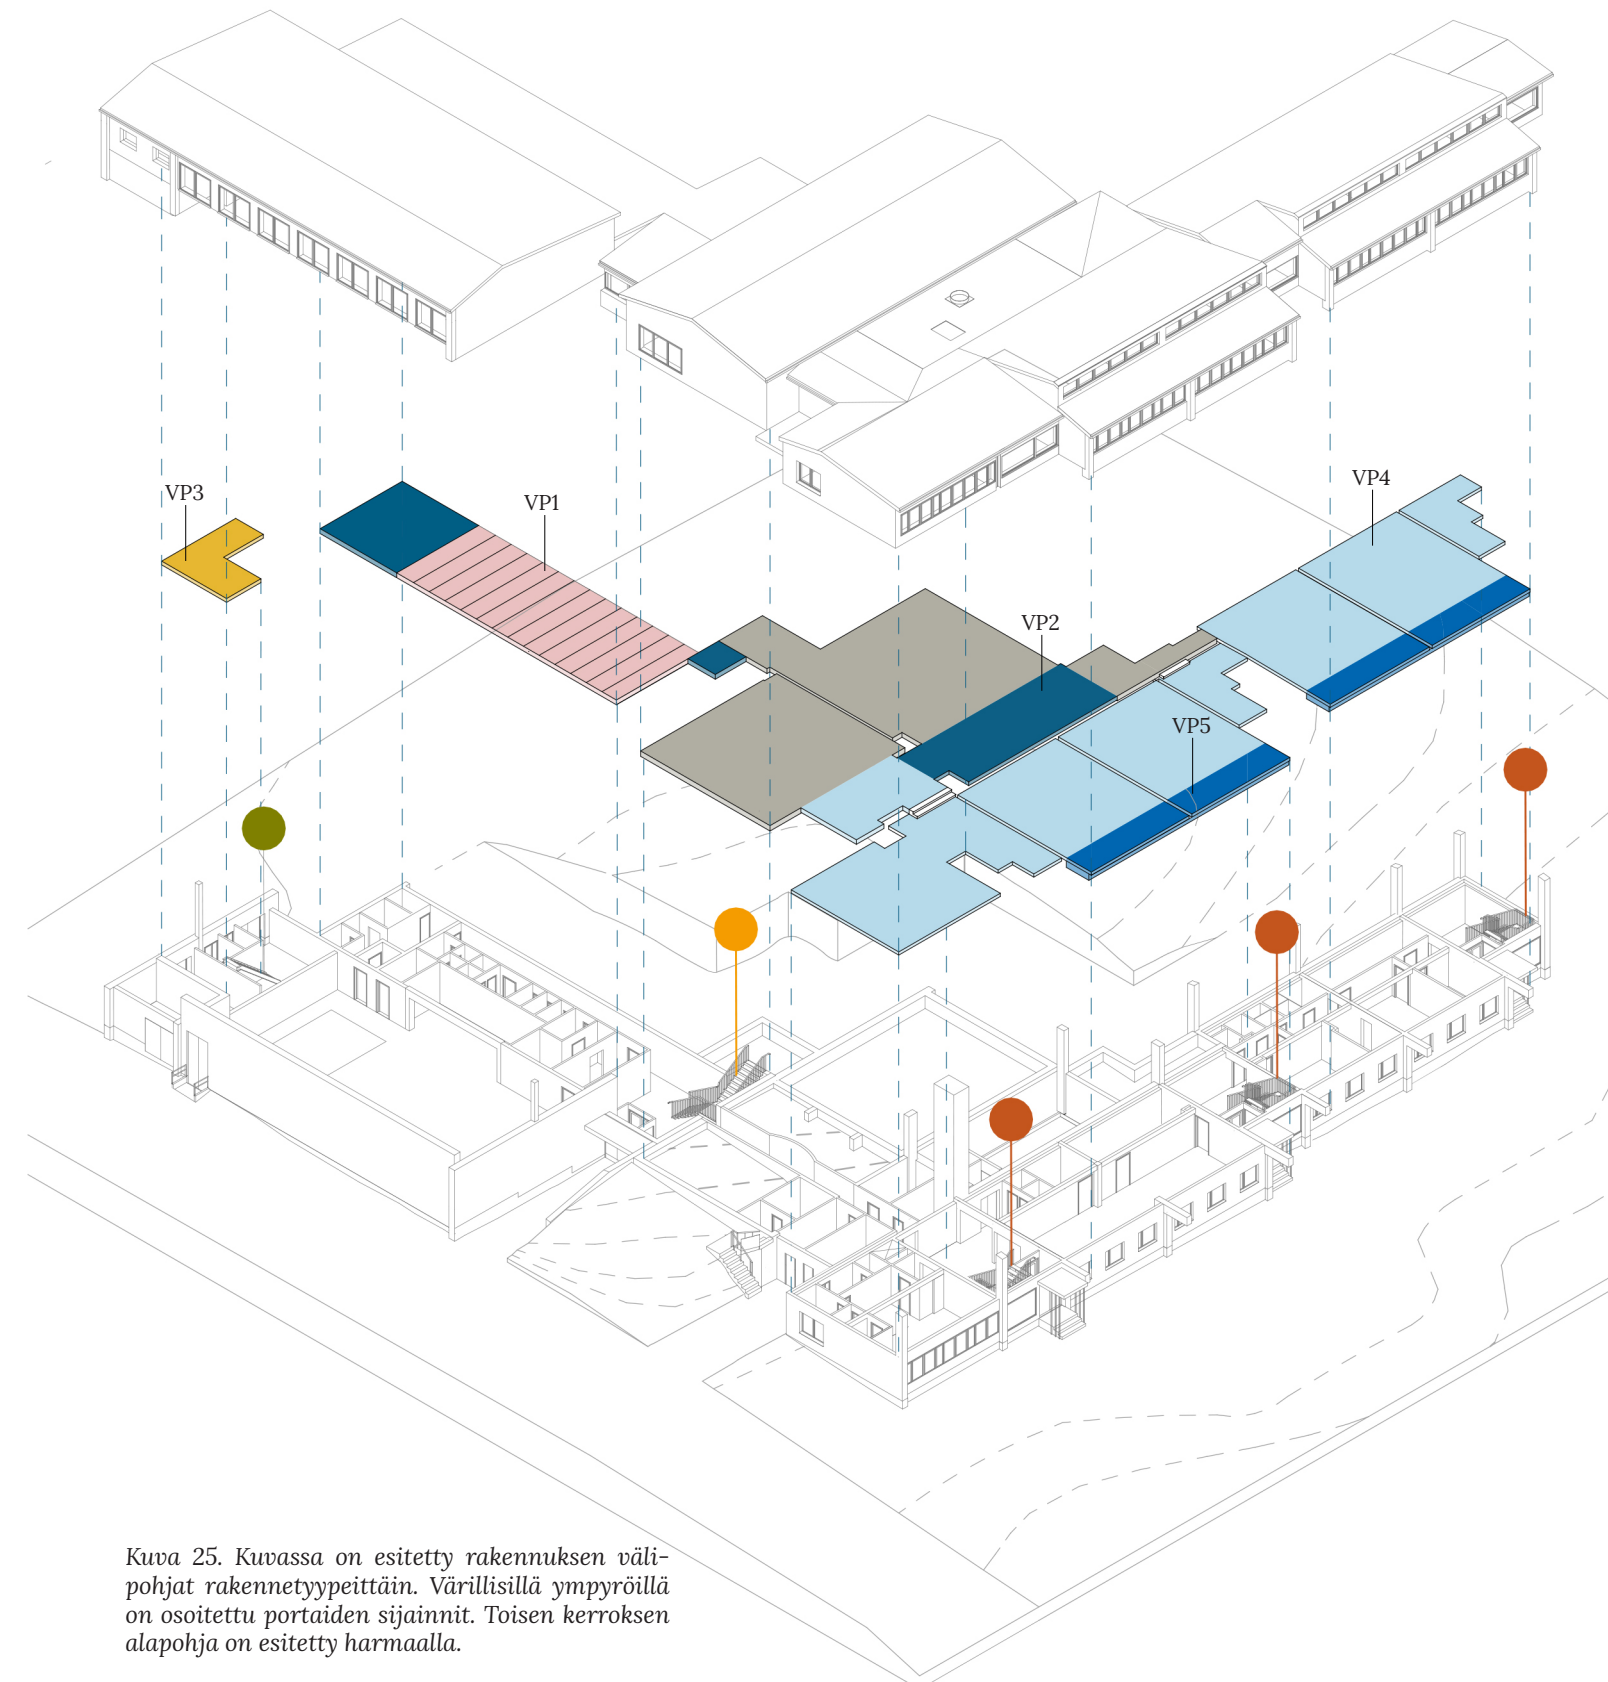 VP4
VP3
VP1
VP2
VP5
Kuva 25. Kuvassa on esitetty rakennuksen väli-
pohjat rakennetyypeittäin. Värillisillä ympyröillä
on osoitettu portaiden sijainnit. Toisen kerroksen
alapohja on esitetty harmaalla.